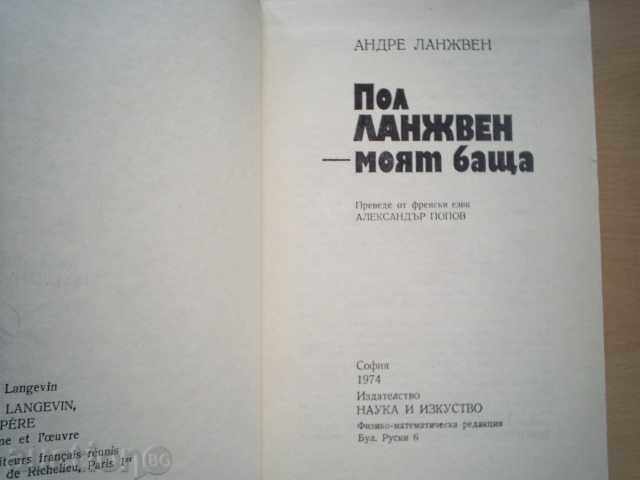 Langevin
LANGEVIN,
PÈRE
et l'œuvre
français réunis
de Richelieu, Paris 1er
АНДРЕ ЛАНЖВЕН
Пол
ЛАНЖВЕН
—моят баща
Преведе от френски език
АЛЕКСАНДЪР ПОПОВ
София
1974
Издателство
НАУКА И ИЗКУСТВО
Физико-математическа редакция
Бул. Руски 6